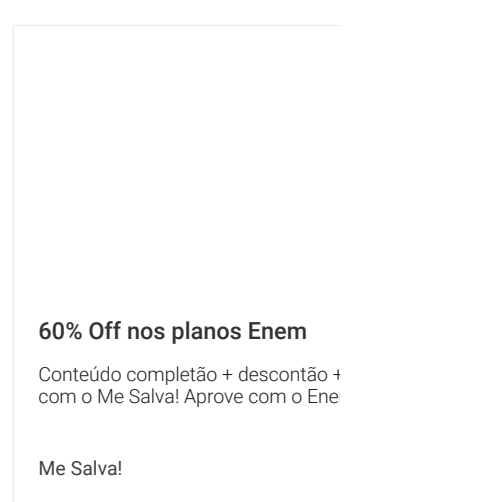 60% Off nos planos Enem
Conteúdo completão + descontão +
com o Me Salva! Aprove com o
Me Salva!